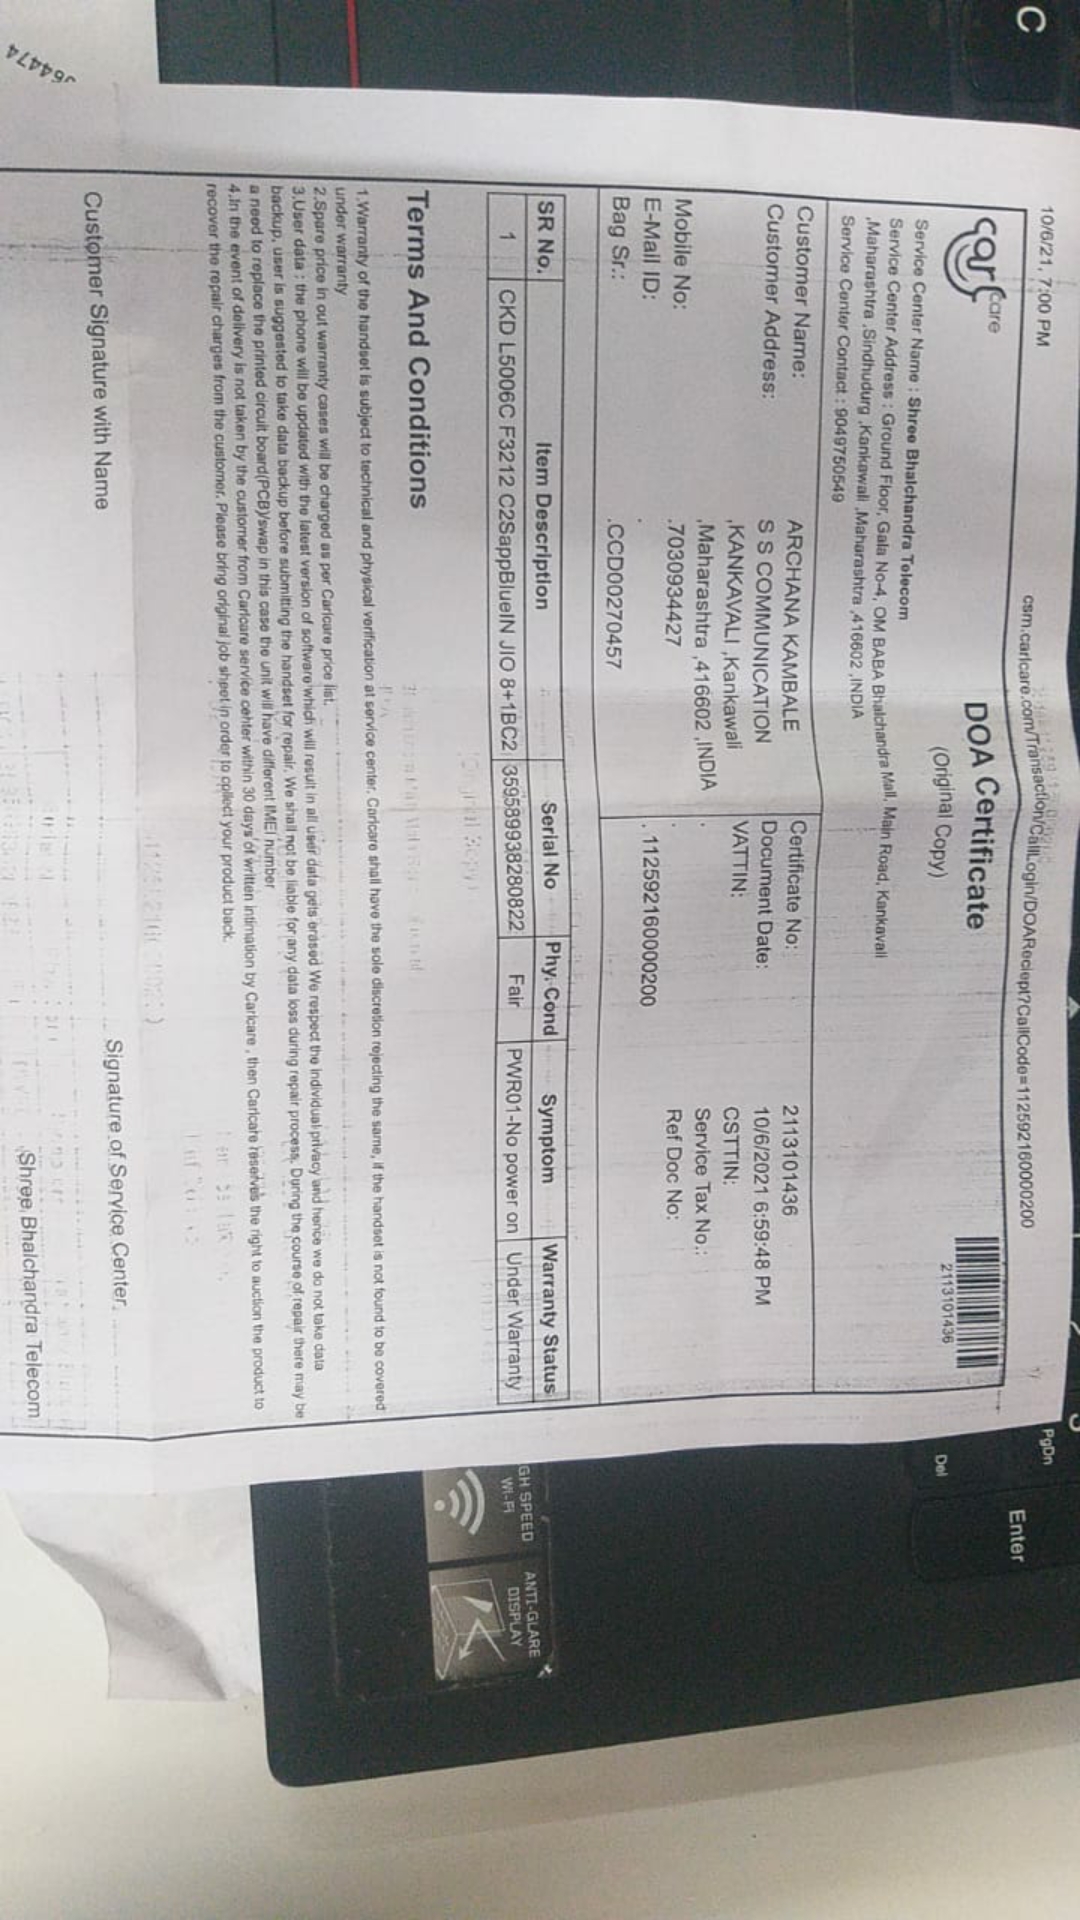 10/6/21, 7:00 PM
csm.carlcare.com/Transaction/CallLogin/DOAReciept?CallCode=112592160000200
carlcare
DOA Certificate
(Original Copy)
2113101436
Service Center Name : Shree Bhalchandra Telecom
Service Center Address : Ground Floor, Gala No-4, OM BABA Bhalchandra Mall, Main Road, Kankavali
,Maharashtra ,Sindhudurg ,Kankawali ,Maharashtra ,416602 ,INDIA
Service Center Contact : 9049750549
Customer Name: ARCHANA KAMBALE Certificate No: 2113101436
Customer Address: S S COMMUNICATION Document Date: 10/6/2021 6:59:48 PM
,KANKAVALI ,Kankawali VATTIN: CSTTIN:
,Maharashtra ,416602 ,INDIA . Service Tax No.:
Mobile No: .7030934427 . Ref Doc No:
E-Mail ID: . . 112592160000200
Bag Sr.: .CCD00270457
SR No. Item Description Serial No Phy. Cond Symptom Warranty Status
1 CKD L5006C F3212 C2SappBlueIN JIO 8+1BC2 359589938280822 Fair PWR01-No power on Under Warranty
Terms And Conditions
1.Warranty of the handset is subject to technical and physical verification at service center. Carlcare shall have the sole discretion rejecting the same, if the handset is not found to be covered
under warranty
2.Spare price in out warranty cases will be charged as per Carlcare price list.
3.User data : the phone will be updated with the latest version of software which will result in all user data gets erased We respect the individual privacy and hence we do not take data
backup, user is suggested to take data backup before submitting the handset for repair. We shall not be liable for any data loss during repair process. During the course of repair there may be
a need to replace the printed circuit board(PCB)/swap in this case the unit will have different IMEI number
4.In the event of delivery is not taken by the customer from Carlcare service center within 30 days of written intimation by Carlcare , then Carlcare reserves the right to auction the product to
recover the repair charges from the customer. Please bring original job sheet in order to collect your product back.
Customer Signature with Name
Signature of Service Center
Shree Bhalchandra Telecom
C
PgDn
Del
Enter
GH SPEED
WI-FI
ANTI-GLARE
DISPLAY
64474